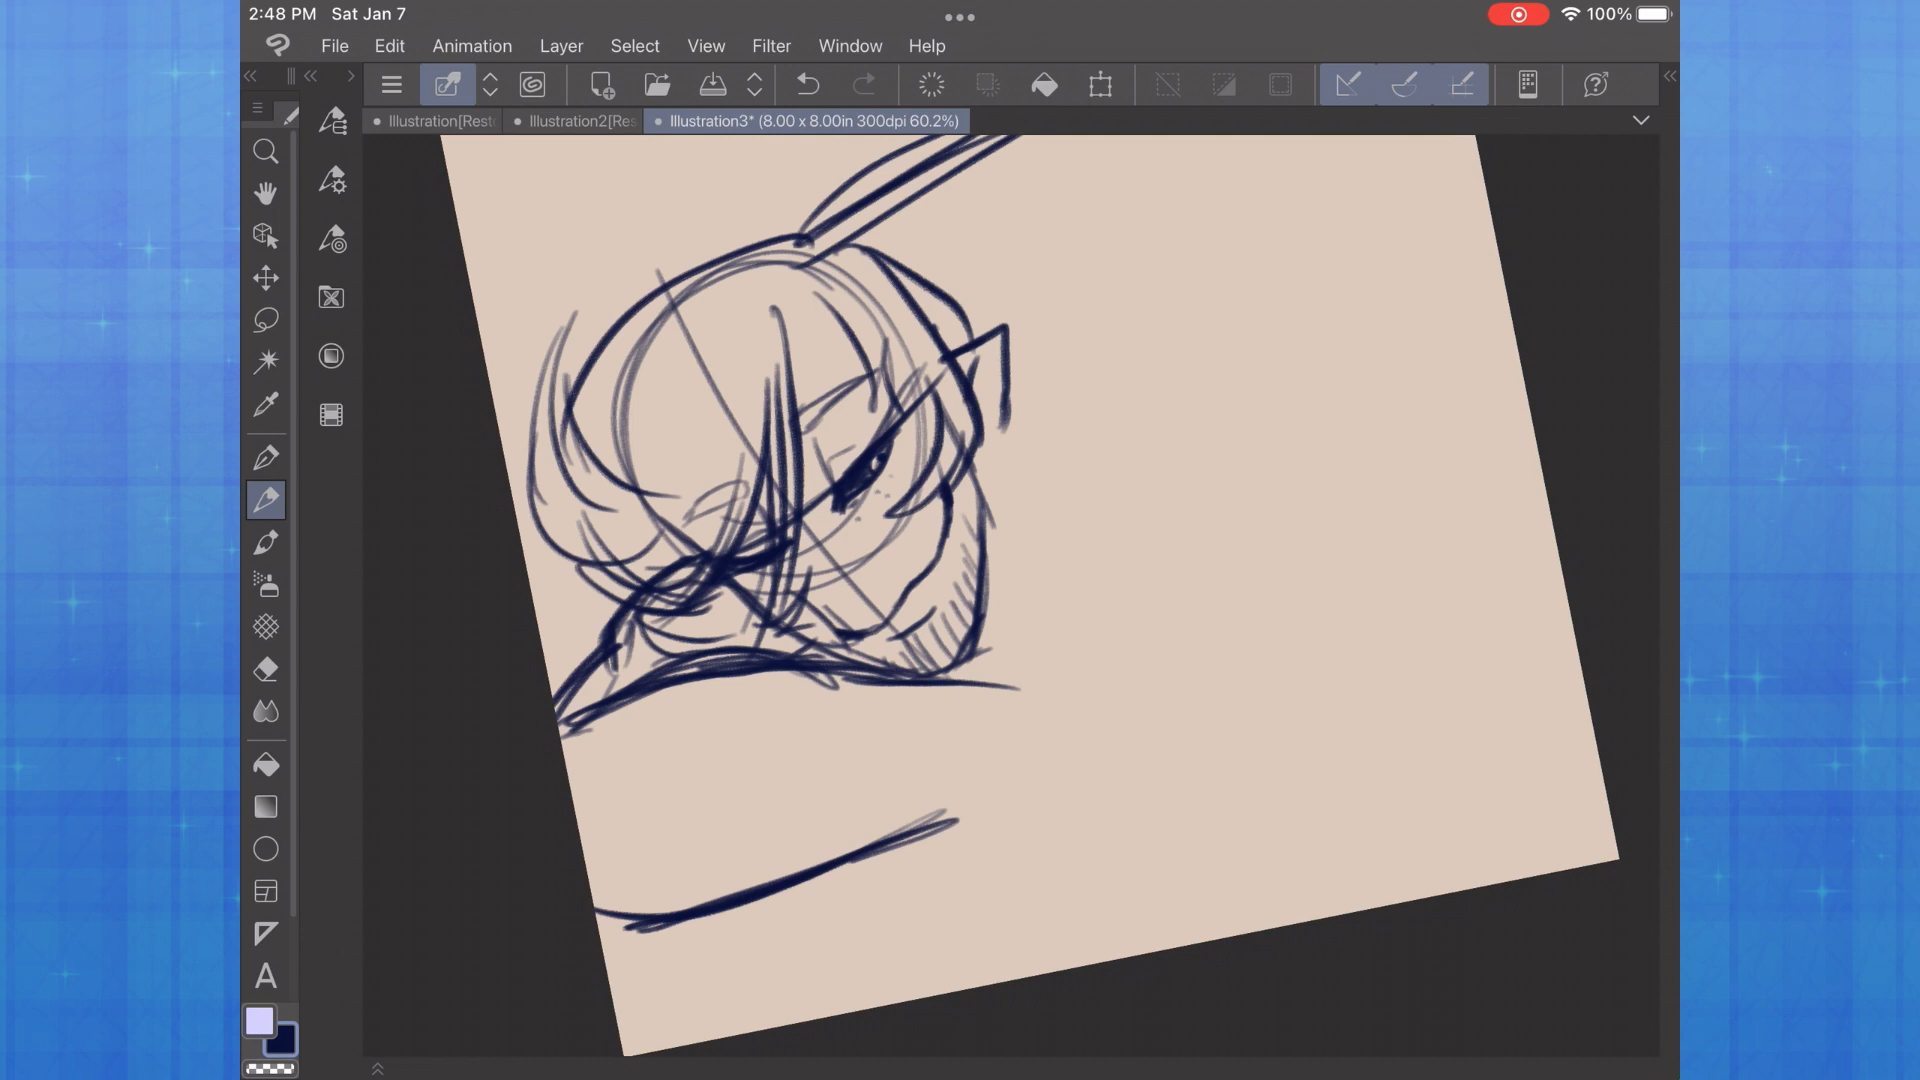 2:48 PM Sat Jan 7
100%
File Edit Animation Layer Select View Filter Window Help
Illustration[Rest Illustration2[Res Illustration3* (8.00 x 8.00in 300dpi 60.2%)
A